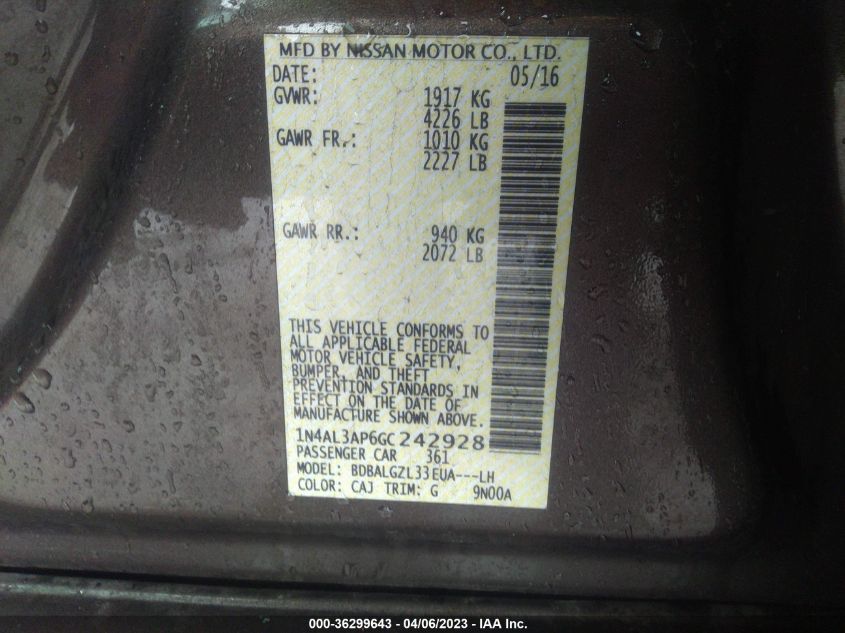 MFD BY NISSAN MOTOR CO., LTD.
DATE: 05/16
GVWR: 1917 KG
4226 LB
GAWR FR.: 1010 KG
2227 LB
GAWR RR.: 940 KG
2072 LB
THIS VEHICLE CONFORMS TO
ALL APPLICABLE FEDERAL
MOTOR VEHICLE SAFETY,
BUMPER, AND THEFT
PREVENTION STANDARDS IN
EFFECT ON THE DATE OF
MANUFACTURE SHOWN ABOVE.
1N4AL3AP6GC242928
PASSENGER CAR 361
MODEL: BDBALGZL33EUA---LH
COLOR: CAJ TRIM: G 9N00A
000-36299643 - 04/06/2023 - IAA Inc.